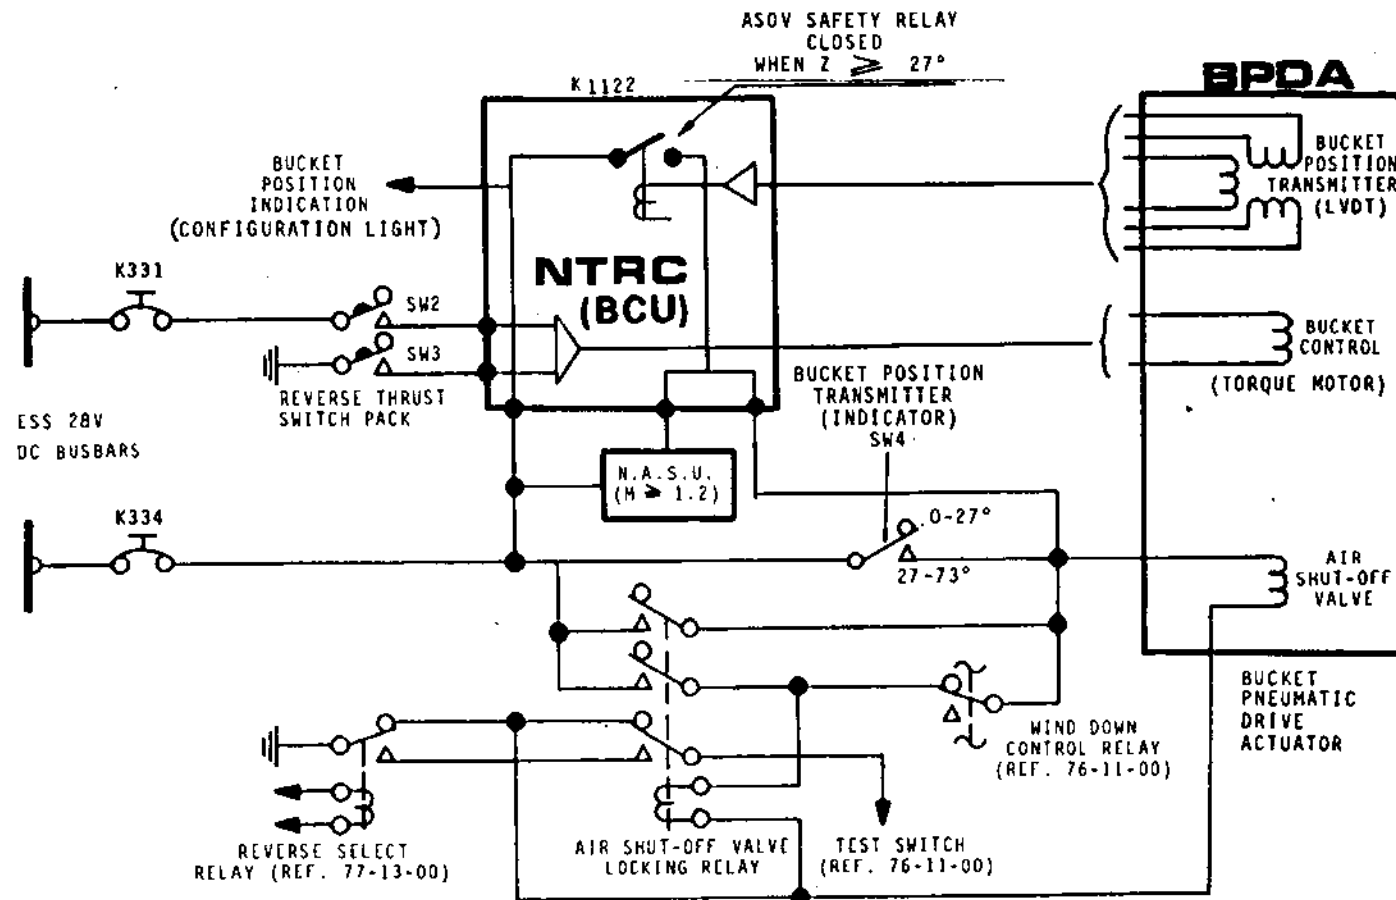 ASOV SAFETY RELAY
CLOSED
WHEN Z ⩾ 27°
K1122
BPDA
BUCKET
POSITION
INDICATION
(CONFIGURATION LIGHT)
BUCKET
POSITION
TRANSMITTER
(LVDT)
NTRC
(BCU)
K331
SW2
SW3
REVERSE THRUST
SWITCH PACK
BUCKET
CONTROL
(TORQUE MOTOR)
BUCKET POSITION
TRANSMITTER
(INDICATOR)
SW4
ESS 28V
DC BUSBARS
N.A.S.U.
(M ⩾ 1.2)
K334
0-27°
27-73°
AIR
SHUT-OFF
VALVE
BUCKET
PNEUMATIC
DRIVE
ACTUATOR
WIND DOWN
CONTROL RELAY
(REF. 76-11-00)
REVERSE SELECT
RELAY (REF. 77-13-00)
AIR SHUT-OFF VALVE
LOCKING RELAY
TEST SWITCH
(REF. 76-11-00)